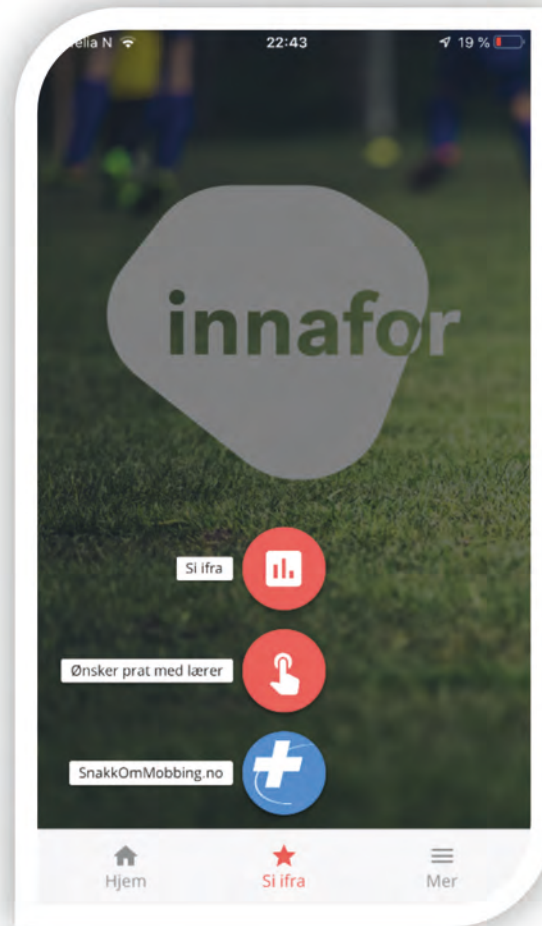 22:43
19 %
innafor
Si ifra
Ønsker prat med lærer
SnakkOmMobbing.no
Hjem
Si ifra
Mer